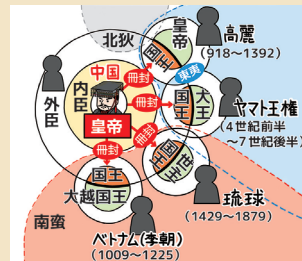 北狄
皇帝
高麗
(918～1392)
国王
東夷
中国
冊封
内臣
外臣
冊封
国王
大王
ヤマト王権
(4世紀前半
～7世紀後半)
皇帝
冊封
冊封
国王
世の主
琉球
(1429～1879)
国王
大越国王
南蛮
ベトナム(李朝)
(1009～1225)